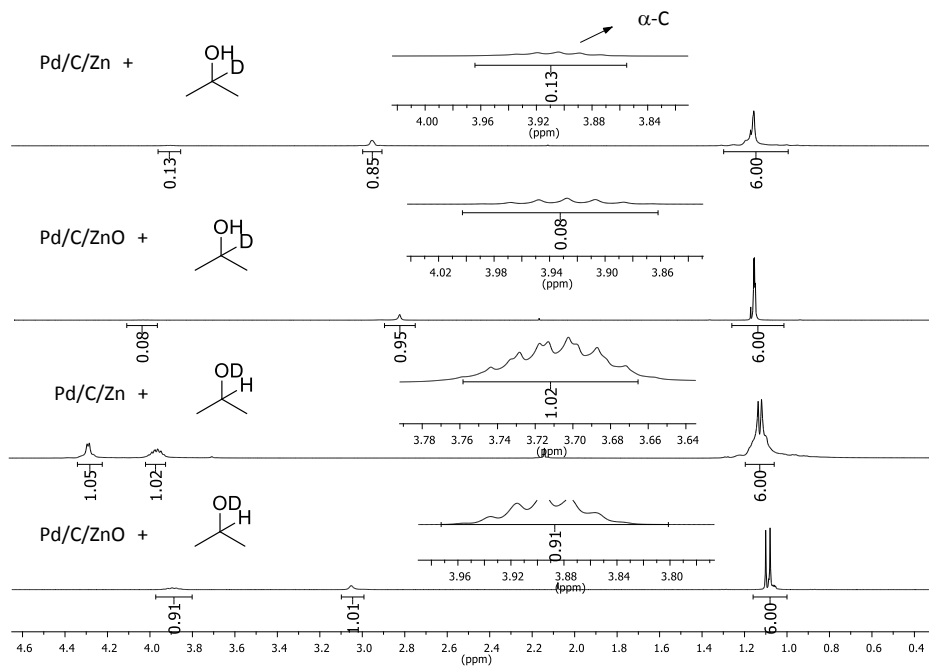 α-C
Pd/C/Zn +
OH
D
0.13
4.00 3.96 3.92 3.88 3.84
(ppm)
0.13
0.85
6.00
Pd/C/ZnO +
OH
D
0.08
4.02 3.98 3.94 3.90 3.86
(ppm)
0.08
0.95
6.00
Pd/C/Zn +
OD
H
1.02
3.78 3.76 3.74 3.72 3.70 3.68 3.66 3.64
(ppm)
1.05
1.02
6.00
Pd/C/ZnO +
OD
H
0.91
3.96 3.92 3.88 3.84 3.80
(ppm)
0.91
1.01
6.00
4.6 4.4 4.2 4.0 3.8 3.6 3.4 3.2 3.0 2.8 2.6 2.4 2.2 2.0 1.8 1.6 1.4 1.2 1.0 0.8 0.6 0.4
(ppm)